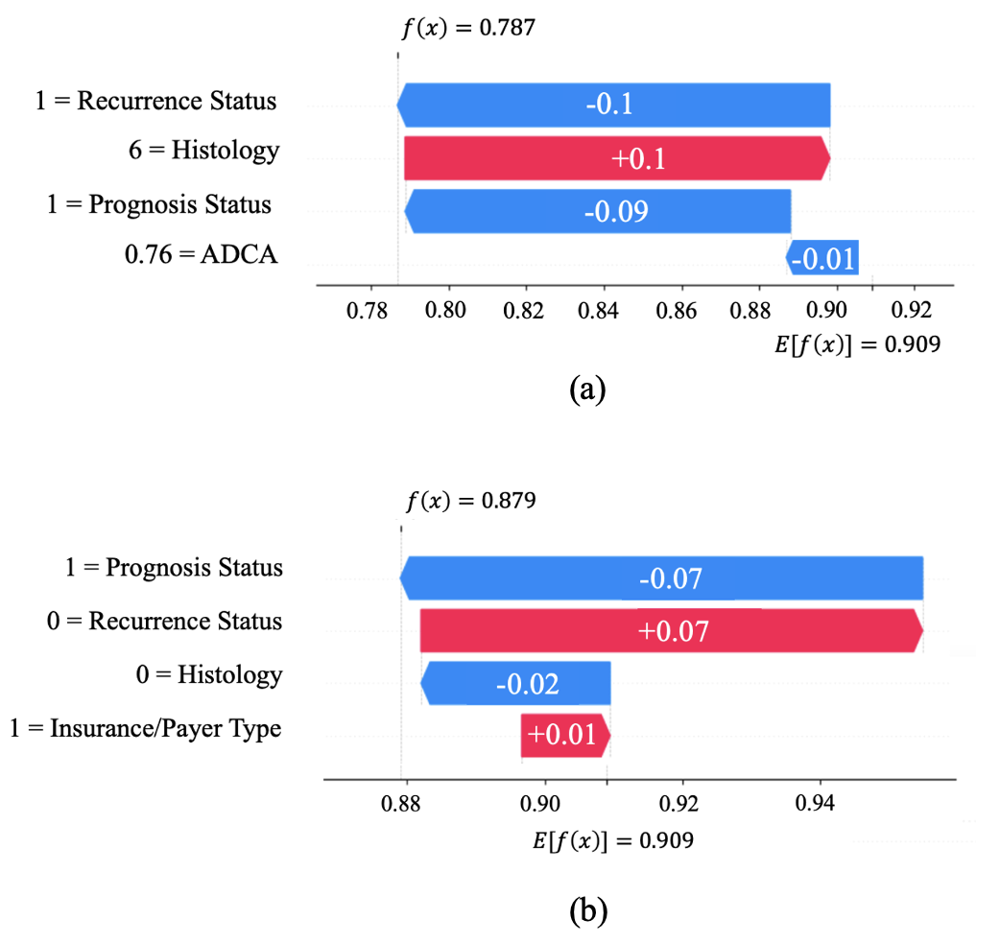 f(x) = 0.787
1 = Recurrence Status
-0.1
6 = Histology
+0.1
1 = Prognosis Status
-0.09
0.76 = ADCA
-0.01
0.78 0.80 0.82 0.84 0.86 0.88 0.90 0.92
E[f(x)] = 0.909
(a)
f(x) = 0.879
1 = Prognosis Status
-0.07
0 = Recurrence Status
+0.07
0 = Histology
-0.02
1 = Insurance/Payer Type
+0.01
0.88 0.90 0.92 0.94
E[f(x)] = 0.909
(b)